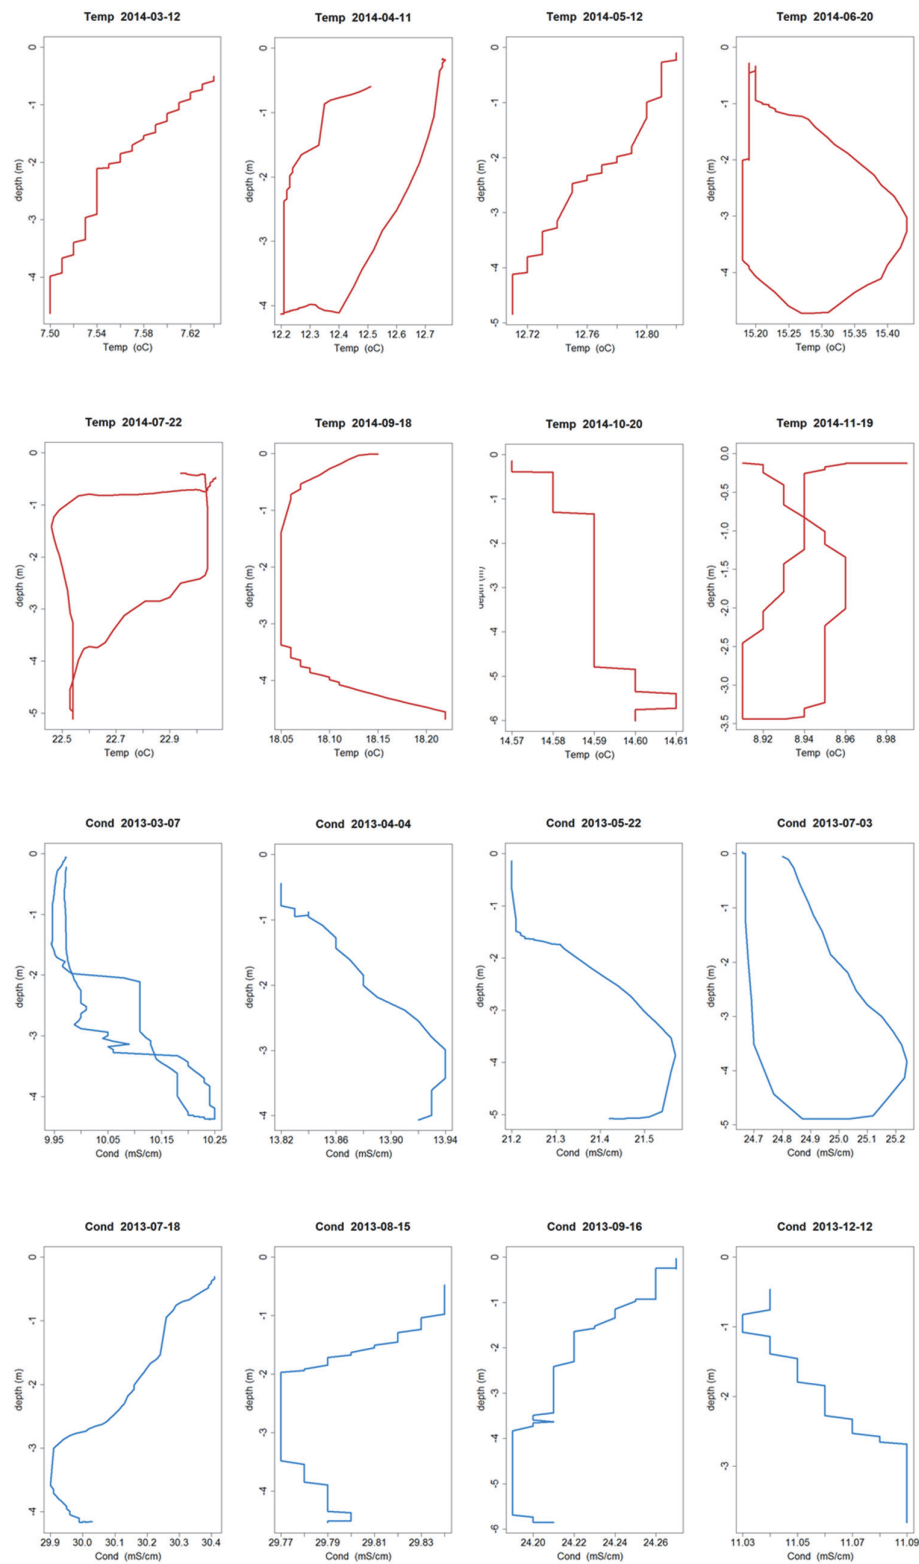 Temp 2014-03-12
Temp 2014-04-11
Temp 2014-05-12
Temp 2014-06-20
0
-1
-2
-3
-4
depth (m)
7.50 7.54 7.58 7.62
Temp (oC)
0
-1
-2
-3
-4
depth (m)
12.2 12.3 12.4 12.5 12.6 12.7
Temp (oC)
0
-1
-2
-3
-4
-5
depth (m)
12.72 12.76 12.80
Temp (oC)
0
-1
-2
-3
-4
depth (m)
15.20 15.25 15.30 15.35 15.40
Temp (oC)
Temp 2014-07-22
Temp 2014-09-18
Temp 2014-10-20
Temp 2014-11-19
0
-1
-2
-3
-4
-5
depth (m)
22.5 22.7 22.9
Temp (oC)
0
-1
-2
-3
-4
depth (m)
18.05 18.10 18.15 18.20
Temp (oC)
0
-1
-2
-3
-5
-6
14.57 14.58 14.59 14.60 14.61
Temp (oC)
0.0
-0.5
-1.0
-1.5
-2.0
-2.5
-3.0
-3.5
depth (m)
8.92 8.94 8.96 8.98
Temp (oC)
Cond 2013-03-07
Cond 2013-04-04
Cond 2013-05-22
Cond 2013-07-03
0
-1
-2
-3
-4
depth (m)
9.95 10.05 10.15 10.25
Cond (mS/cm)
0
-1
-2
-3
-4
depth (m)
13.82 13.86 13.90 13.94
Cond (mS/cm)
0
-1
-2
-3
-4
-5
depth (m)
21.2 21.3 21.4 21.5
Cond (mS/cm)
0
-1
-2
-3
-4
-5
depth (m)
24.7 24.8 24.9 25.0 25.1 25.2
Cond (mS/cm)
Cond 2013-07-18
Cond 2013-08-15
Cond 2013-09-16
Cond 2013-12-12
0
-1
-2
-3
-4
depth (m)
29.9 30.0 30.1 30.2 30.3 30.4
Cond (mS/cm)
0
-1
-2
-3
-4
depth (m)
29.77 29.79 29.81 29.83
Cond (mS/cm)
0
-1
-2
-3
-4
-5
-6
depth (m)
24.20 24.22 24.24 24.26
Cond (mS/cm)
0
-1
-2
-3
depth (m)
11.03 11.05 11.07 11.09
Cond (mS/cm)